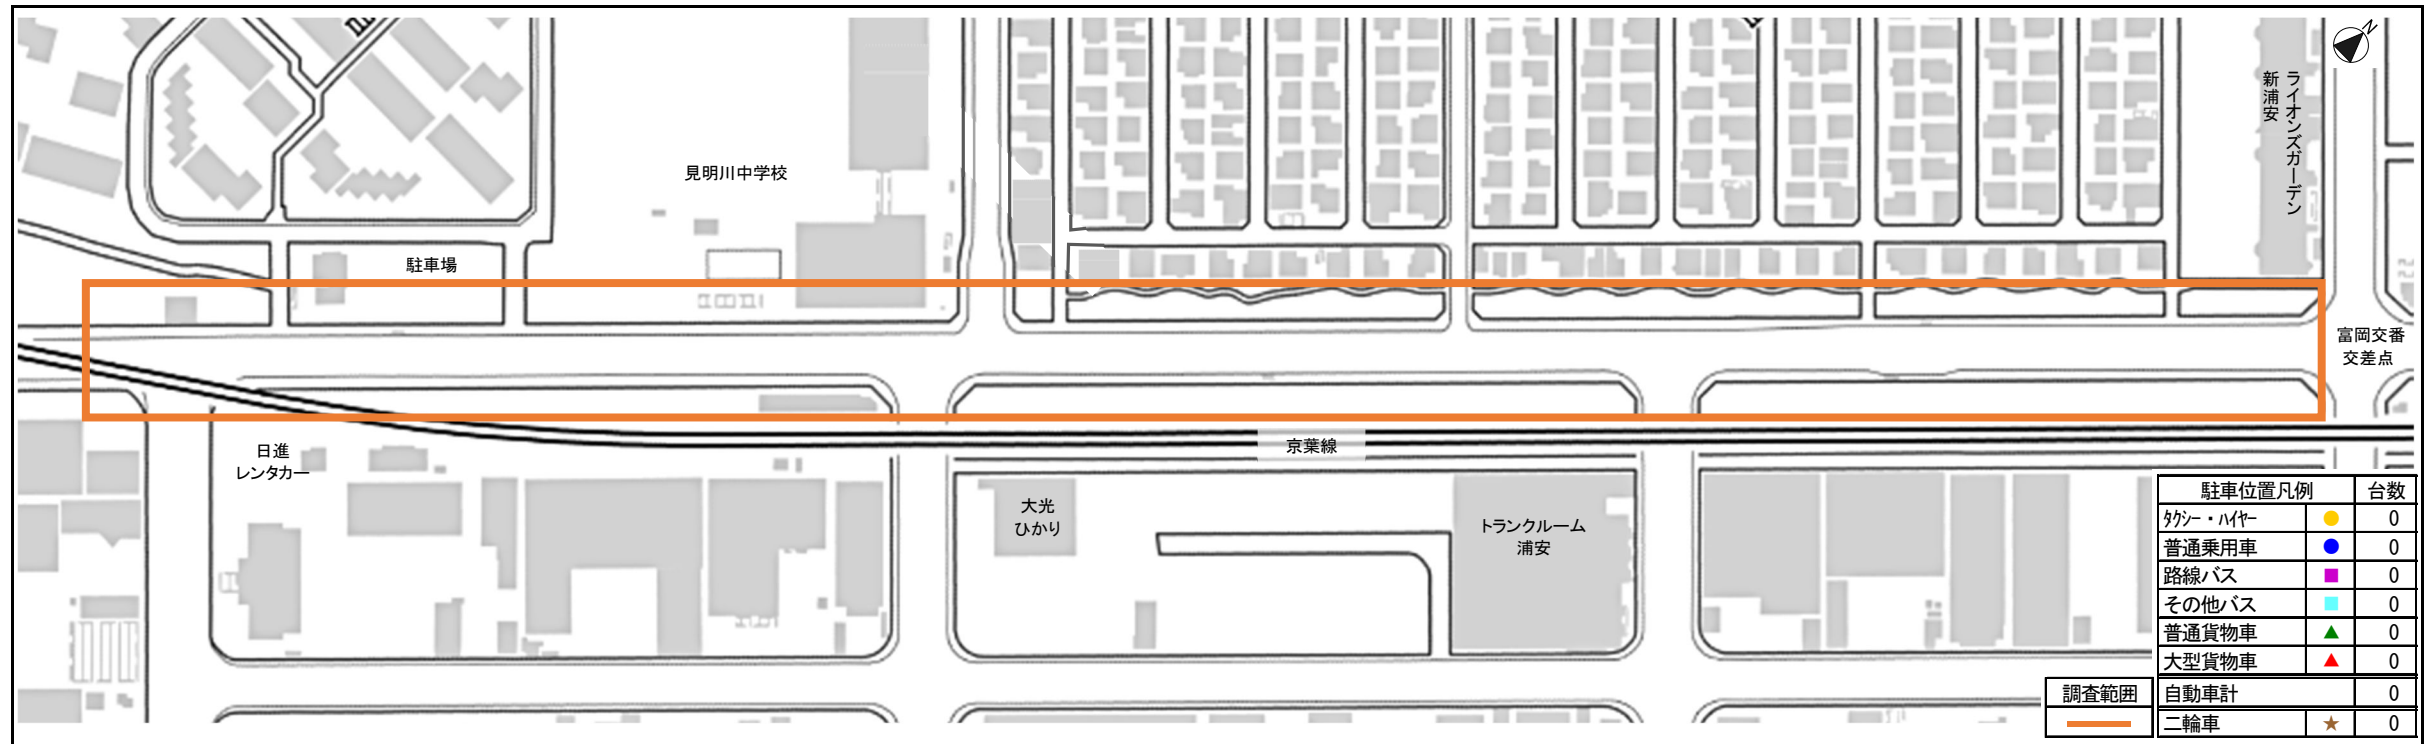 N
ライオンズガーデン
新浦安
見明川中学校
駐車場
富岡交番
交差点
京葉線
日進
レンタカー
大光
ひかり
トランクルーム
浦安
駐車位置凡例 台数
ﾀｸｼｰ・ﾊｲﾔｰ ● 0
普通乗用車 ● 0
路線バス ■ 0
その他バス ■ 0
普通貨物車 ▲ 0
大型貨物車 ▲ 0
調査範囲
自動車計 0
二輪車 ★ 0